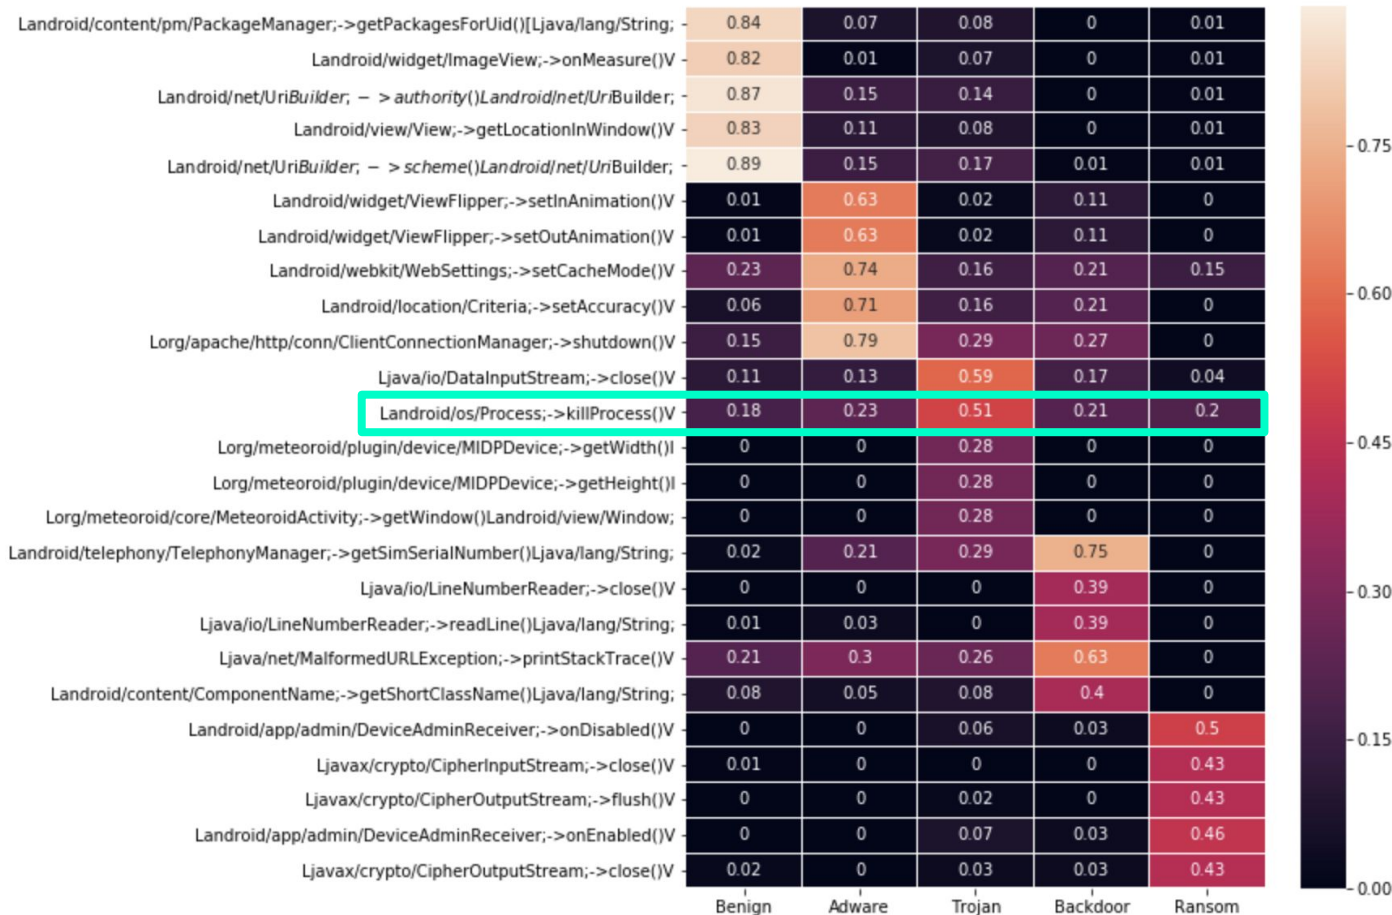 Landroid/content/pm/PackageManager;->getPackagesForUid()[Ljava/lang/String; 0.84 0.07 0.08 0 0.01
Landroid/widget/ImageView;->onMeasure()V 0.82 0.01 0.07 0 0.01
Landroid/net/UriBuilder; -> authority()Landroid/net/UriBuilder; 0.87 0.15 0.14 0 0.01
Landroid/view/View;->getLocationInWindow()V 0.83 0.11 0.08 0 0.01
Landroid/net/UriBuilder; -> scheme()Landroid/net/UriBuilder; 0.89 0.15 0.17 0.01 0.01
Landroid/widget/ViewFlipper;->setInAnimation()V 0.01 0.63 0.02 0.11 0
Landroid/widget/ViewFlipper;->setOutAnimation()V 0.01 0.63 0.02 0.11 0
Landroid/webkit/WebSettings;->setCacheMode()V 0.23 0.74 0.16 0.21 0.15
Landroid/location/Criteria;->setAccuracy()V 0.06 0.71 0.16 0.21 0
Lorg/apache/http/conn/ClientConnectionManager;->shutdown()V 0.15 0.79 0.29 0.27 0
Ljava/io/DataInputStream;->close()V 0.11 0.13 0.59 0.17 0.04
Landroid/os/Process;->killProcess()V 0.18 0.23 0.51 0.21 0.2
Lorg/meteoroid/plugin/device/MIDPDevice;->getWidth()I 0 0 0.28 0 0
Lorg/meteoroid/plugin/device/MIDPDevice;->getHeight()I 0 0 0.28 0 0
Lorg/meteoroid/core/MeteoroidActivity;->getWindow()Landroid/view/Window; 0 0 0.28 0 0
Landroid/telephony/TelephonyManager;->getSimSerialNumber()Ljava/lang/String; 0.02 0.21 0.29 0.75 0
Ljava/io/LineNumberReader;->close()V 0 0 0 0.39 0
Ljava/io/LineNumberReader;->readLine()Ljava/lang/String; 0.01 0.03 0 0.39 0
Ljava/net/MalformedURLException;->printStackTrace()V 0.21 0.3 0.26 0.63 0
Landroid/content/ComponentName;->getShortClassName()Ljava/lang/String; 0.08 0.05 0.08 0.4 0
Landroid/app/admin/DeviceAdminReceiver;->onDisabled()V 0 0 0.06 0.03 0.5
Ljavax/crypto/CipherInputStream;->close()V 0.01 0 0 0 0.43
Ljavax/crypto/CipherOutputStream;->flush()V 0 0 0.02 0 0.43
Landroid/app/admin/DeviceAdminReceiver;->onEnabled()V 0 0 0.07 0.03 0.46
Ljavax/crypto/CipherOutputStream;->close()V 0.02 0 0.03 0.03 0.43
Benign Adware Trojan Backdoor Ransom
0.75
0.60
0.45
0.30
0.15
0.00